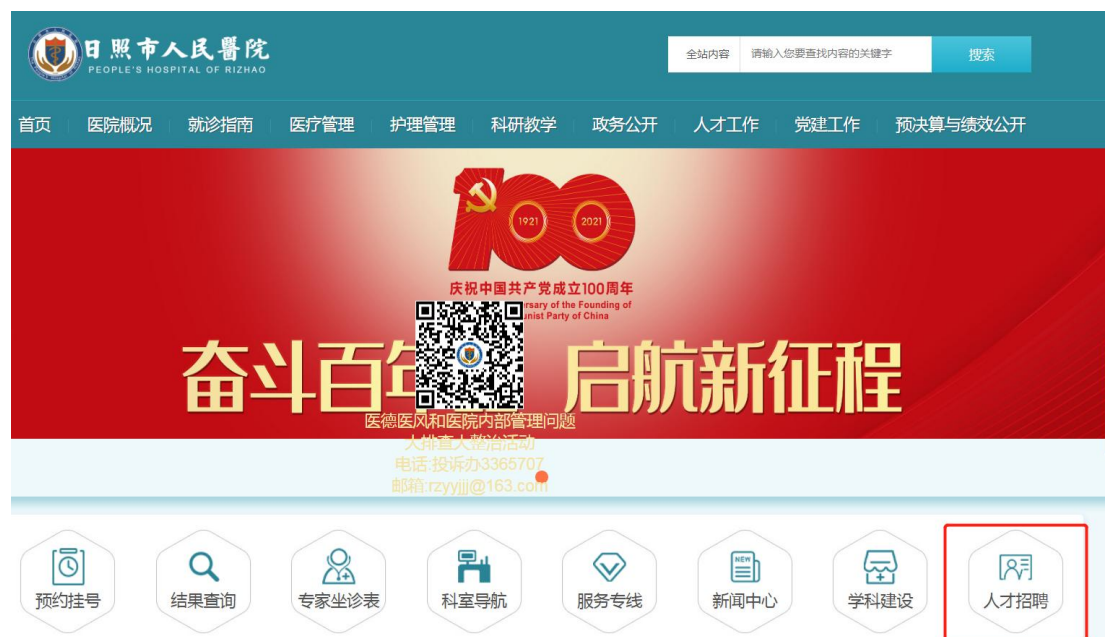 日照市人民醫院
PEOPLE'S HOSPITAL OF RIZHAO
全站内容 请输入您要查找内容的关键字 搜索
首页 医院概况 就诊指南 医疗管理 护理管理 科研教学 政务公开 人才工作 党建工作 预决算与绩效公开
100
1921 2021
庆祝中国共产党成立100周年
ersary of the Founding of
unist Party of China
奋斗百年 启航新征程
医德医风和医院内部管理问题
大排查大整治活动
电话:投诉办3365707
邮箱:rzyyjjj@163.com
NEW
预约挂号 结果查询 专家坐诊表 科室导航 服务专线 新闻中心 学科建设 人才招聘